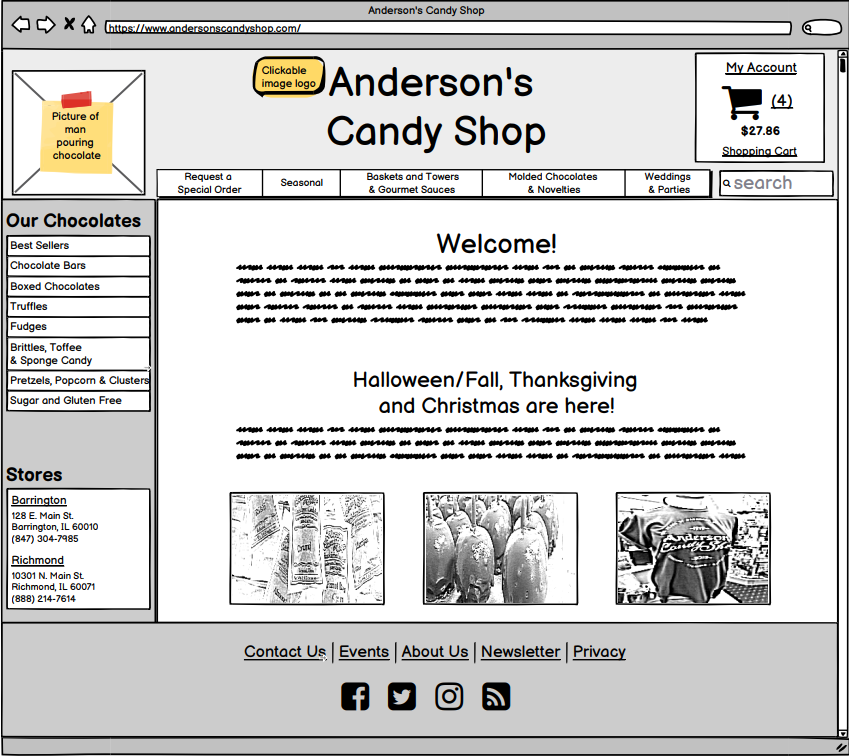 Anderson's Candy Shop
https://www.andersonscandyshop.com/
Picture of
man
pouring
chocolate
Clickable
image logo
Anderson's
Candy Shop
My Account
(4)
$27.86
Shopping Cart
Request a
Special Order
Seasonal
Baskets and Towers
& Gourmet Sauces
Molded Chocolates
& Novelties
Weddings
& Parties
search
Our Chocolates
Best Sellers
Chocolate Bars
Boxed Chocolates
Truffles
Fudges
Brittles, Toffee
& Sponge Candy
Pretzels, Popcorn & Clusters
Sugar and Gluten Free
Stores
Barrington
128 E. Main St.
Barrington, IL 60010
(847) 304-7985
Richmond
10301 N. Main St.
Richmond, IL 60071
(888) 214-7614
Welcome!
Halloween/Fall, Thanksgiving
and Christmas are here!
Anderson's
Candy Shop
Contact Us | Events | About Us | Newsletter | Privacy